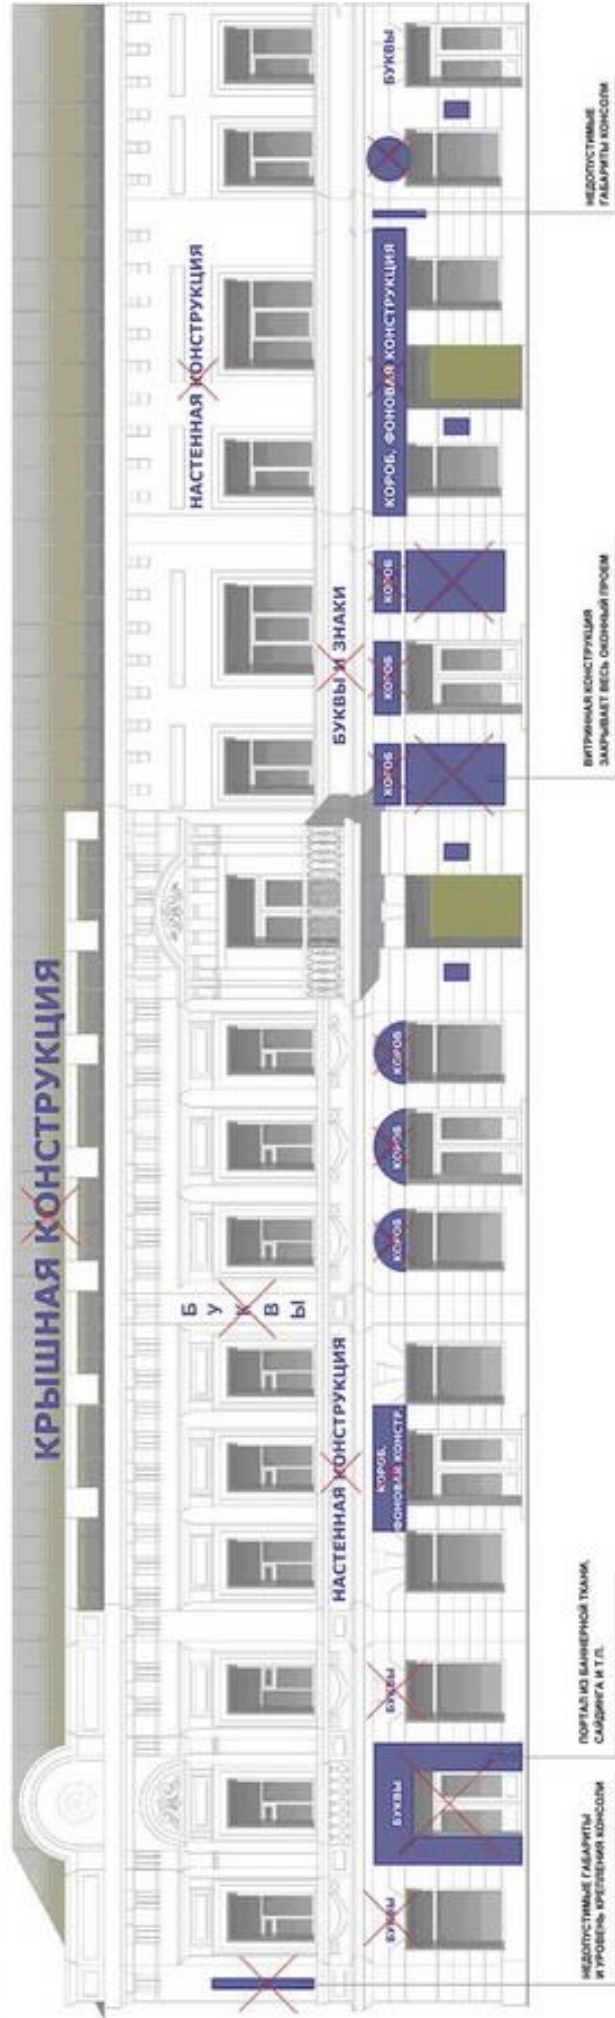 КРЫШНАЯ КОНСТРУКЦИЯ
НАСТЕННАЯ КОНСТРУКЦИЯ
Б
У
К
В
Ы
НАСТЕННАЯ КОНСТРУКЦИЯ
БУКВЫ И ЗНАКИ
БУКВЫ
БУКВЫ
БУКВЫ
КОРОБ,
ФОНОВАЯ КОНСТР.
КОРОБ
КОРОБ
КОРОБ
КОРОБ
КОРОБ
КОРОБ
КОРОБ, ФОНОВАЯ КОНСТРУКЦИЯ
БУКВЫ
НЕДОПУСТИМЫЕ ГАБАРИТЫ
И УРОВЕНЬ КРЕПЛЕНИЯ КОНСОЛИ
ПОРТАЛ ИЗ БАННЕРНОЙ ТКАНИ,
САЙДИНГА И Т.П.
ВИТРИННАЯ КОНСТРУКЦИЯ
ЗАКРЫВАЕТ ВЕСЬ ОКОННЫЙ ПРОЕМ
НЕДОПУСТИМЫЕ
ГАБАРИТЫ КОНСОЛИ